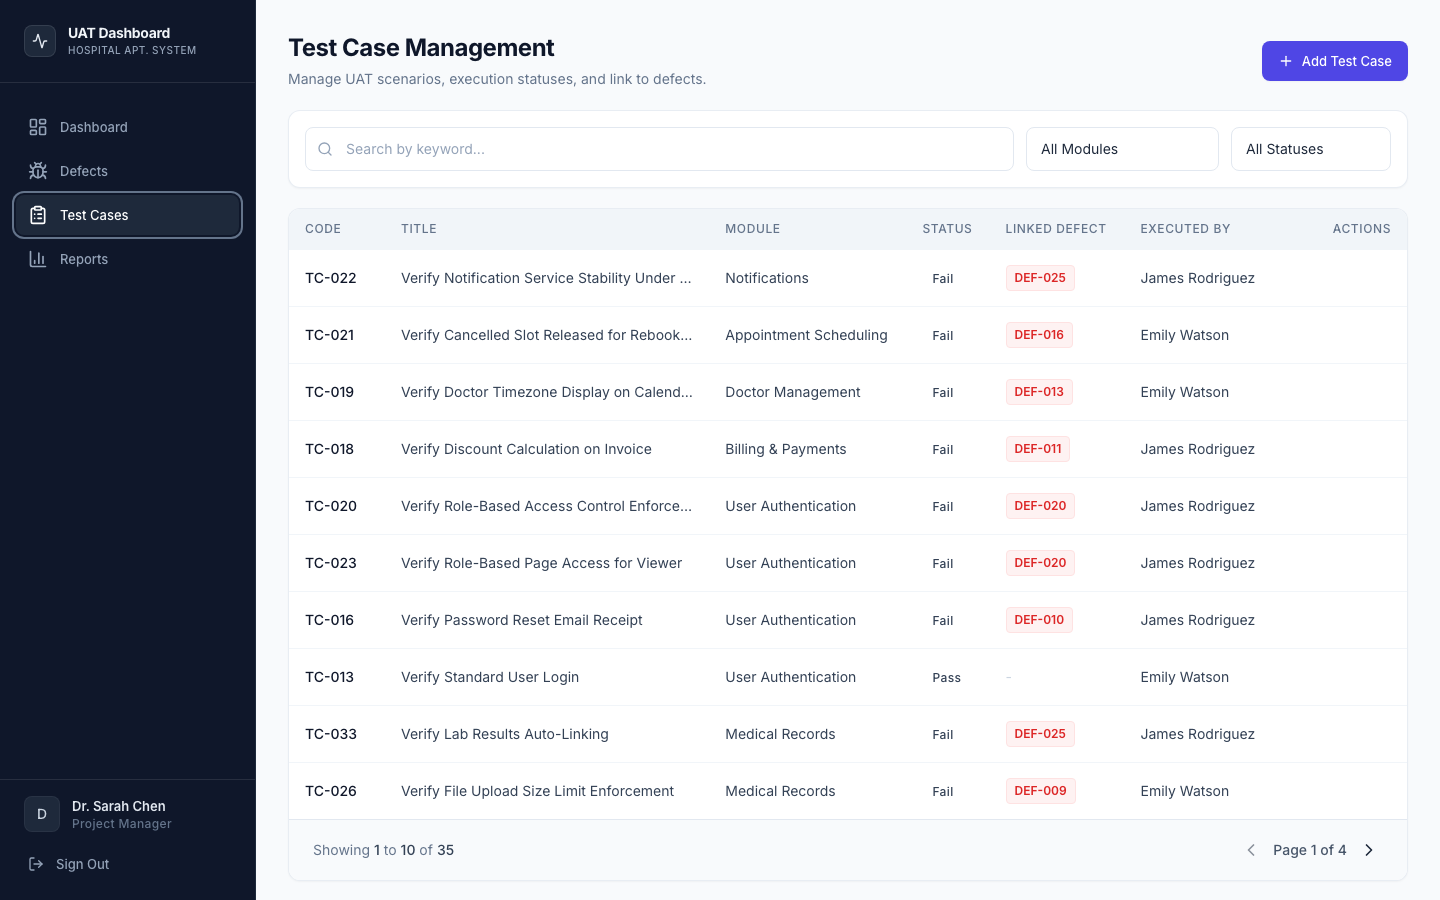 UAT Dashboard
HOSPITAL APT. SYSTEM
Dashboard
Defects
Test Cases
Reports
D
Dr. Sarah Chen
Project Manager
Sign Out
Test Case Management
Manage UAT scenarios, execution statuses, and link to defects.
Add Test Case
Search by keyword...
All Modules
All Statuses
CODE TITLE MODULE STATUS LINKED DEFECT EXECUTED BY ACTIONS
TC-022 Verify Notification Service Stability Under ... Notifications Fail DEF-025 James Rodriguez
TC-021 Verify Cancelled Slot Released for Rebook... Appointment Scheduling Fail DEF-016 Emily Watson
TC-019 Verify Doctor Timezone Display on Calend... Doctor Management Fail DEF-013 Emily Watson
TC-018 Verify Discount Calculation on Invoice Billing & Payments Fail DEF-011 James Rodriguez
TC-020 Verify Role-Based Access Control Enforce... User Authentication Fail DEF-020 James Rodriguez
TC-023 Verify Role-Based Page Access for Viewer User Authentication Fail DEF-020 James Rodriguez
TC-016 Verify Password Reset Email Receipt User Authentication Fail DEF-010 James Rodriguez
TC-013 Verify Standard User Login User Authentication Pass - Emily Watson
TC-033 Verify Lab Results Auto-Linking Medical Records Fail DEF-025 James Rodriguez
TC-026 Verify File Upload Size Limit Enforcement Medical Records Fail DEF-009 Emily Watson
Showing 1 to 10 of 35
Page 1 of 4